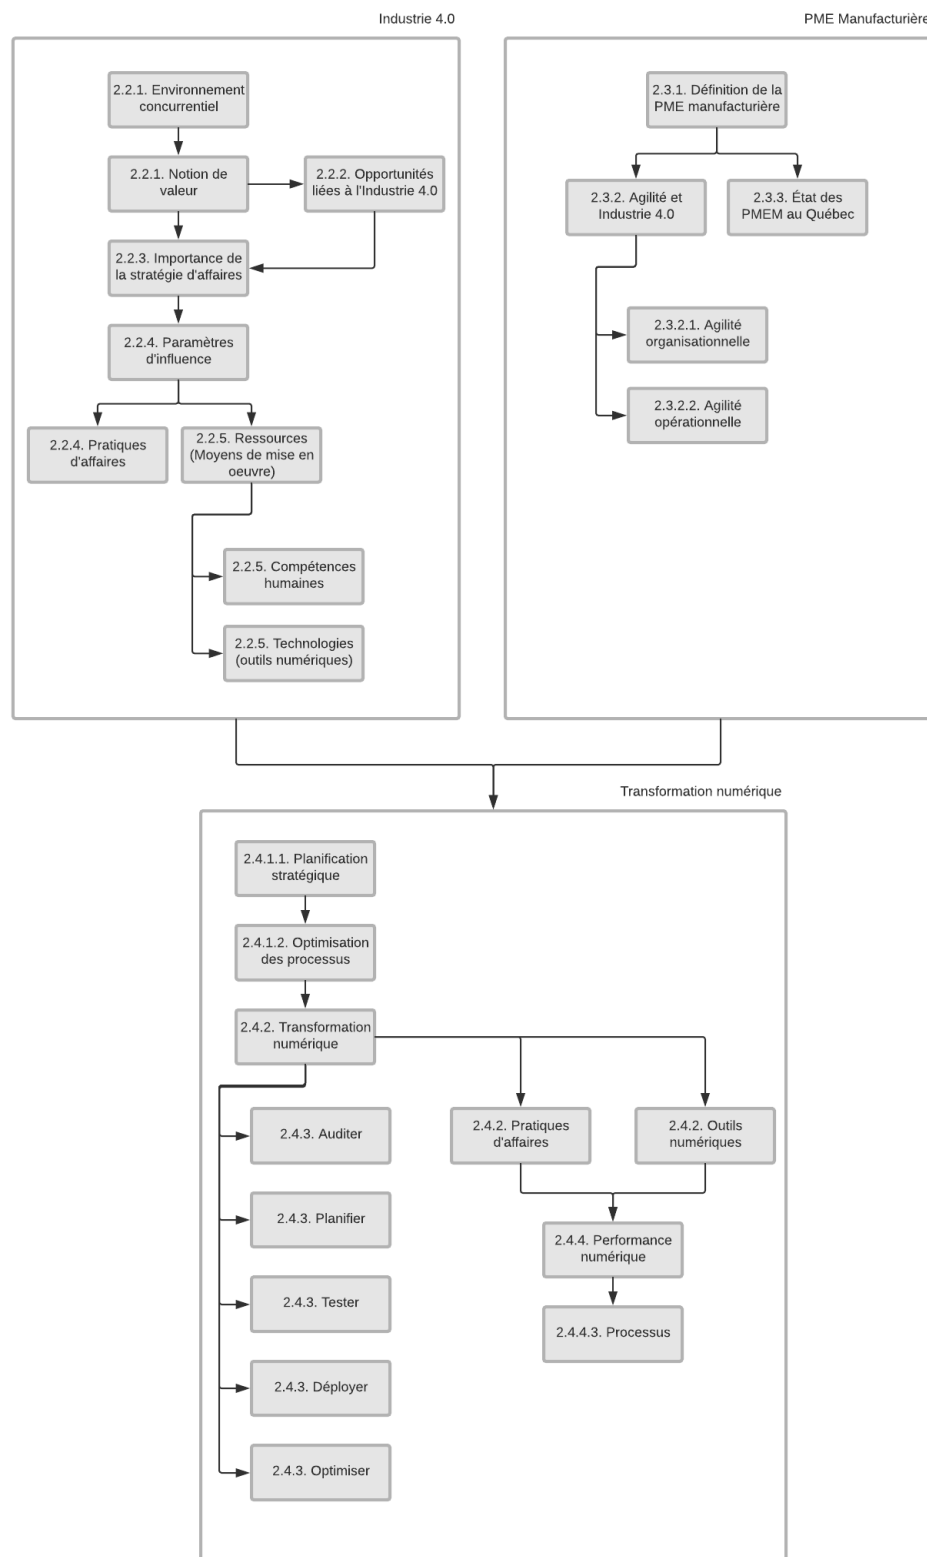 Industrie 4.0
2.2.1. Environnement
concurrentiel
2.2.1. Notion de
valeur
2.2.2. Opportunités
liées à l'Industrie 4.0
2.2.3. Importance de
la stratégie d'affaires
2.2.4. Paramètres
d'influence
2.2.4. Pratiques
d'affaires
2.2.5. Ressources
(Moyens de mise en
oeuvre)
2.2.5. Compétences
humaines
2.2.5. Technologies
(outils numériques)
PME Manufacturière
2.3.1. Définition de la
PME manufacturière
2.3.2. Agilité et
Industrie 4.0
2.3.3. État des
PMEM au Québec
2.3.2.1. Agilité
organisationnelle
2.3.2.2. Agilité
opérationnelle
Transformation numérique
2.4.1.1. Planification
stratégique
2.4.1.2. Optimisation
des processus
2.4.2. Transformation
numérique
2.4.3. Auditer
2.4.3. Planifier
2.4.3. Tester
2.4.3. Déployer
2.4.3. Optimiser
2.4.2. Pratiques
d'affaires
2.4.2. Outils
numériques
2.4.4. Performance
numérique
2.4.4.3. Processus